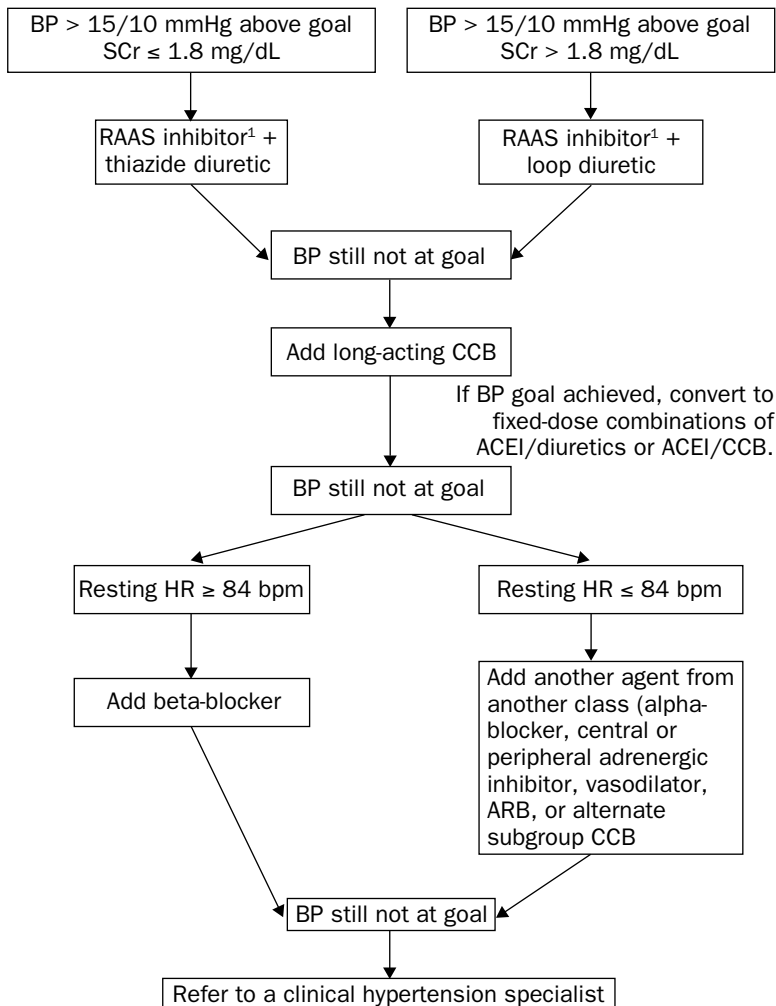 BP > 15/10 mmHg above goal
SCr ≤ 1.8 mg/dL
BP > 15/10 mmHg above goal
SCr > 1.8 mg/dL
RAAS inhibitor¹ +
thiazide diuretic
RAAS inhibitor¹ +
loop diuretic
BP still not at goal
Add long-acting CCB
If BP goal achieved, convert to
fixed-dose combinations of
ACEI/diuretics or ACEI/CCB.
BP still not at goal
Resting HR ≥ 84 bpm
Resting HR ≤ 84 bpm
Add beta-blocker
Add another agent from
another class (alpha-
blocker, central or
peripheral adrenergic
inhibitor, vasodilator,
ARB, or alternate
subgroup CCB
BP still not at goal
Refer to a clinical hypertension specialist